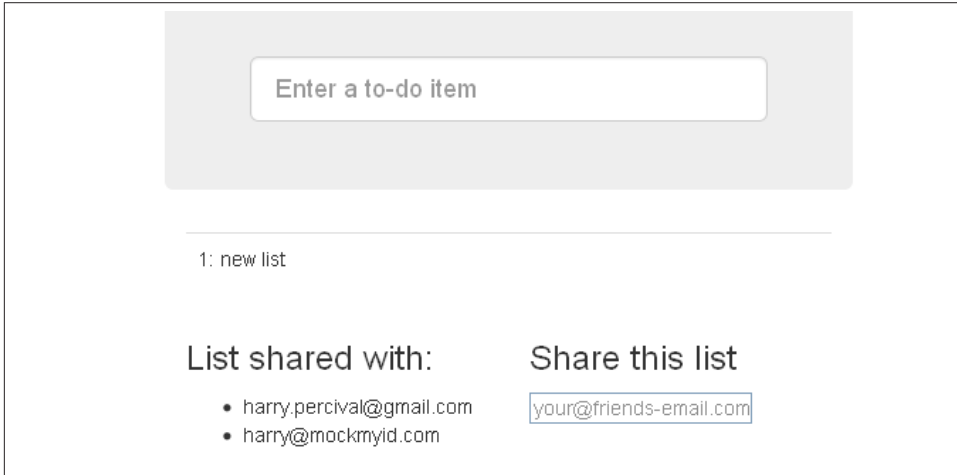 Enter a to-do item
1: new list
List shared with:
• harry.percival@gmail.com
• harry@mockmyid.com
Share this list
your@friends-email.com